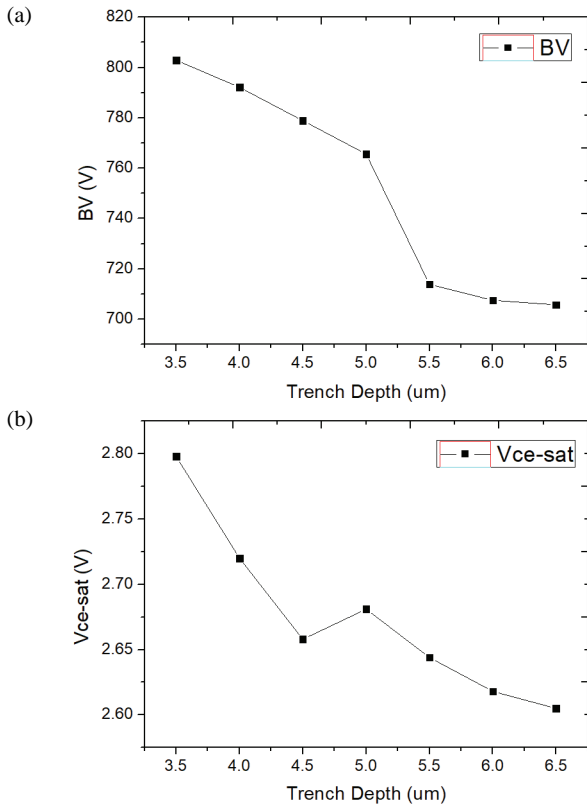 (a)
820
800
780
760
740
720
700
BV (V)
BV
3.5 4.0 4.5 5.0 5.5 6.0 6.5
Trench Depth (um)
(b)
2.80
2.75
2.70
2.65
2.60
Vce-sat (V)
Vce-sat
3.5 4.0 4.5 5.0 5.5 6.0 6.5
Trench Depth (um)